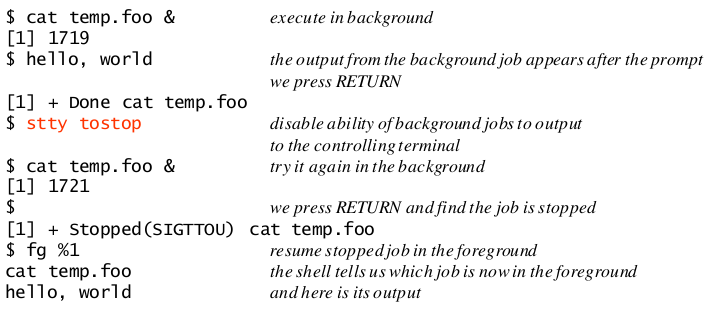 $ cat temp.foo & execute in background
[1] 1719
$ hello, world the output from the background job appears after the prompt
we press RETURN
[1] + Done cat temp.foo
$ stty tostop disable ability of background jobs to output
to the controlling terminal
$ cat temp.foo & try it again in the background
[1] 1721
$ we press RETURN and find the job is stopped
[1] + Stopped(SIGTTOU) cat temp.foo
$ fg %1 resume stopped job in the foreground
cat temp.foo the shell tells us which job is now in the foreground
hello, world and here is its output